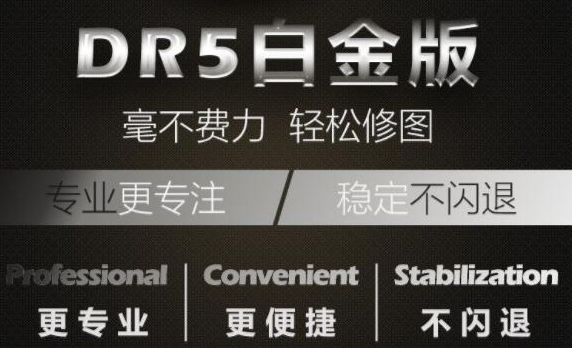 DR5白金版
毫不费力 轻松修图
专业更专注 / 稳定不闪退
Professional | Convenient | Stabilization
更专业 | 更便捷 | 不闪退